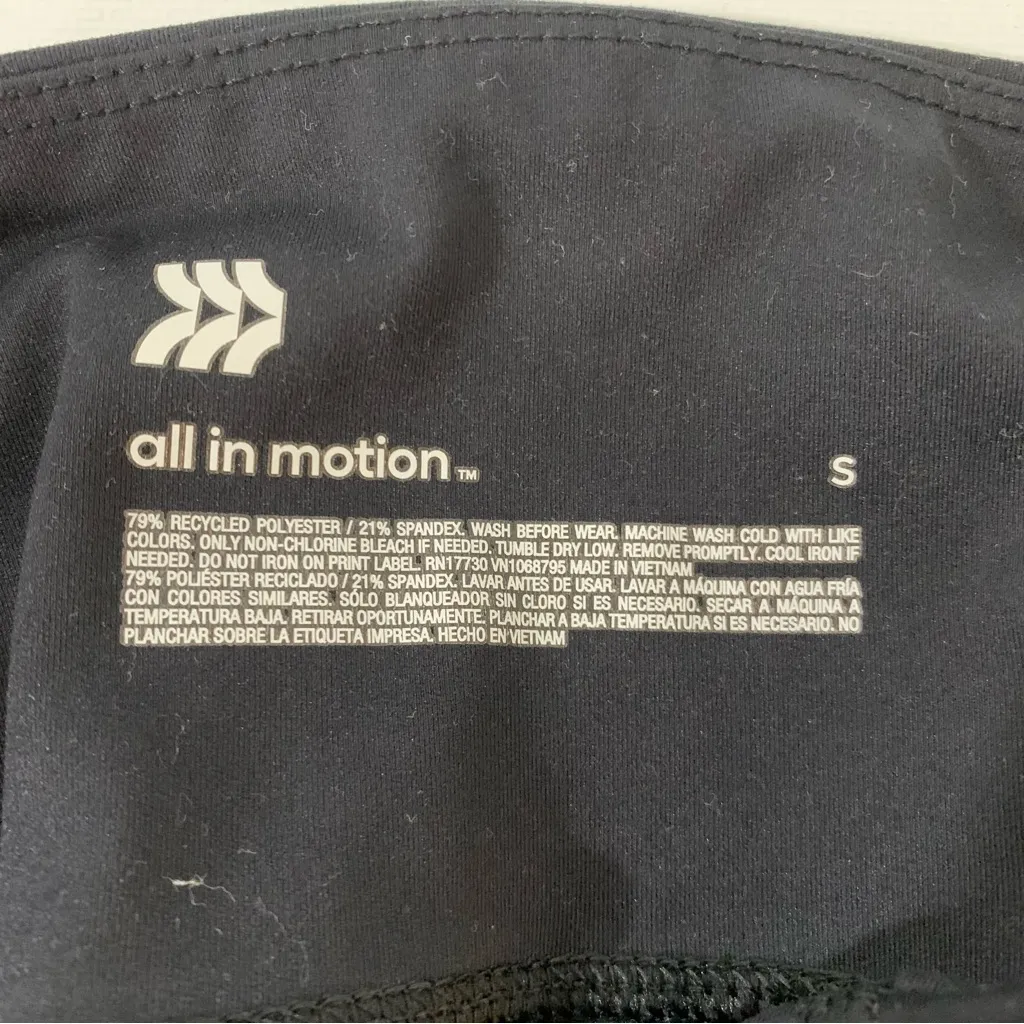 all in motion™
S
79% RECYCLED POLYESTER / 21% SPANDEX. WASH BEFORE WEAR. MACHINE WASH COLD WITH LIKE
COLORS. ONLY NON-CHLORINE BLEACH IF NEEDED. TUMBLE DRY LOW. REMOVE PROMPTLY. COOL IRON IF
NEEDED. DO NOT IRON ON PRINT LABEL. RN17730 VN1068795 MADE IN VIETNAM
79% POLIÉSTER RECICLADO / 21% SPANDEX. LAVAR ANTES DE USAR. LAVAR A MÁQUINA CON AGUA FRÍA
CON COLORES SIMILARES. SÓLO BLANQUEADOR SIN CLORO SI ES NECESARIO. SECAR A MÁQUINA A
TEMPERATURA BAJA. RETIRAR OPORTUNAMENTE. PLANCHAR A BAJA TEMPERATURA SI ES NECESARIO. NO
PLANCHAR SOBRE LA ETIQUETA IMPRESA. HECHO EN VIETNAM